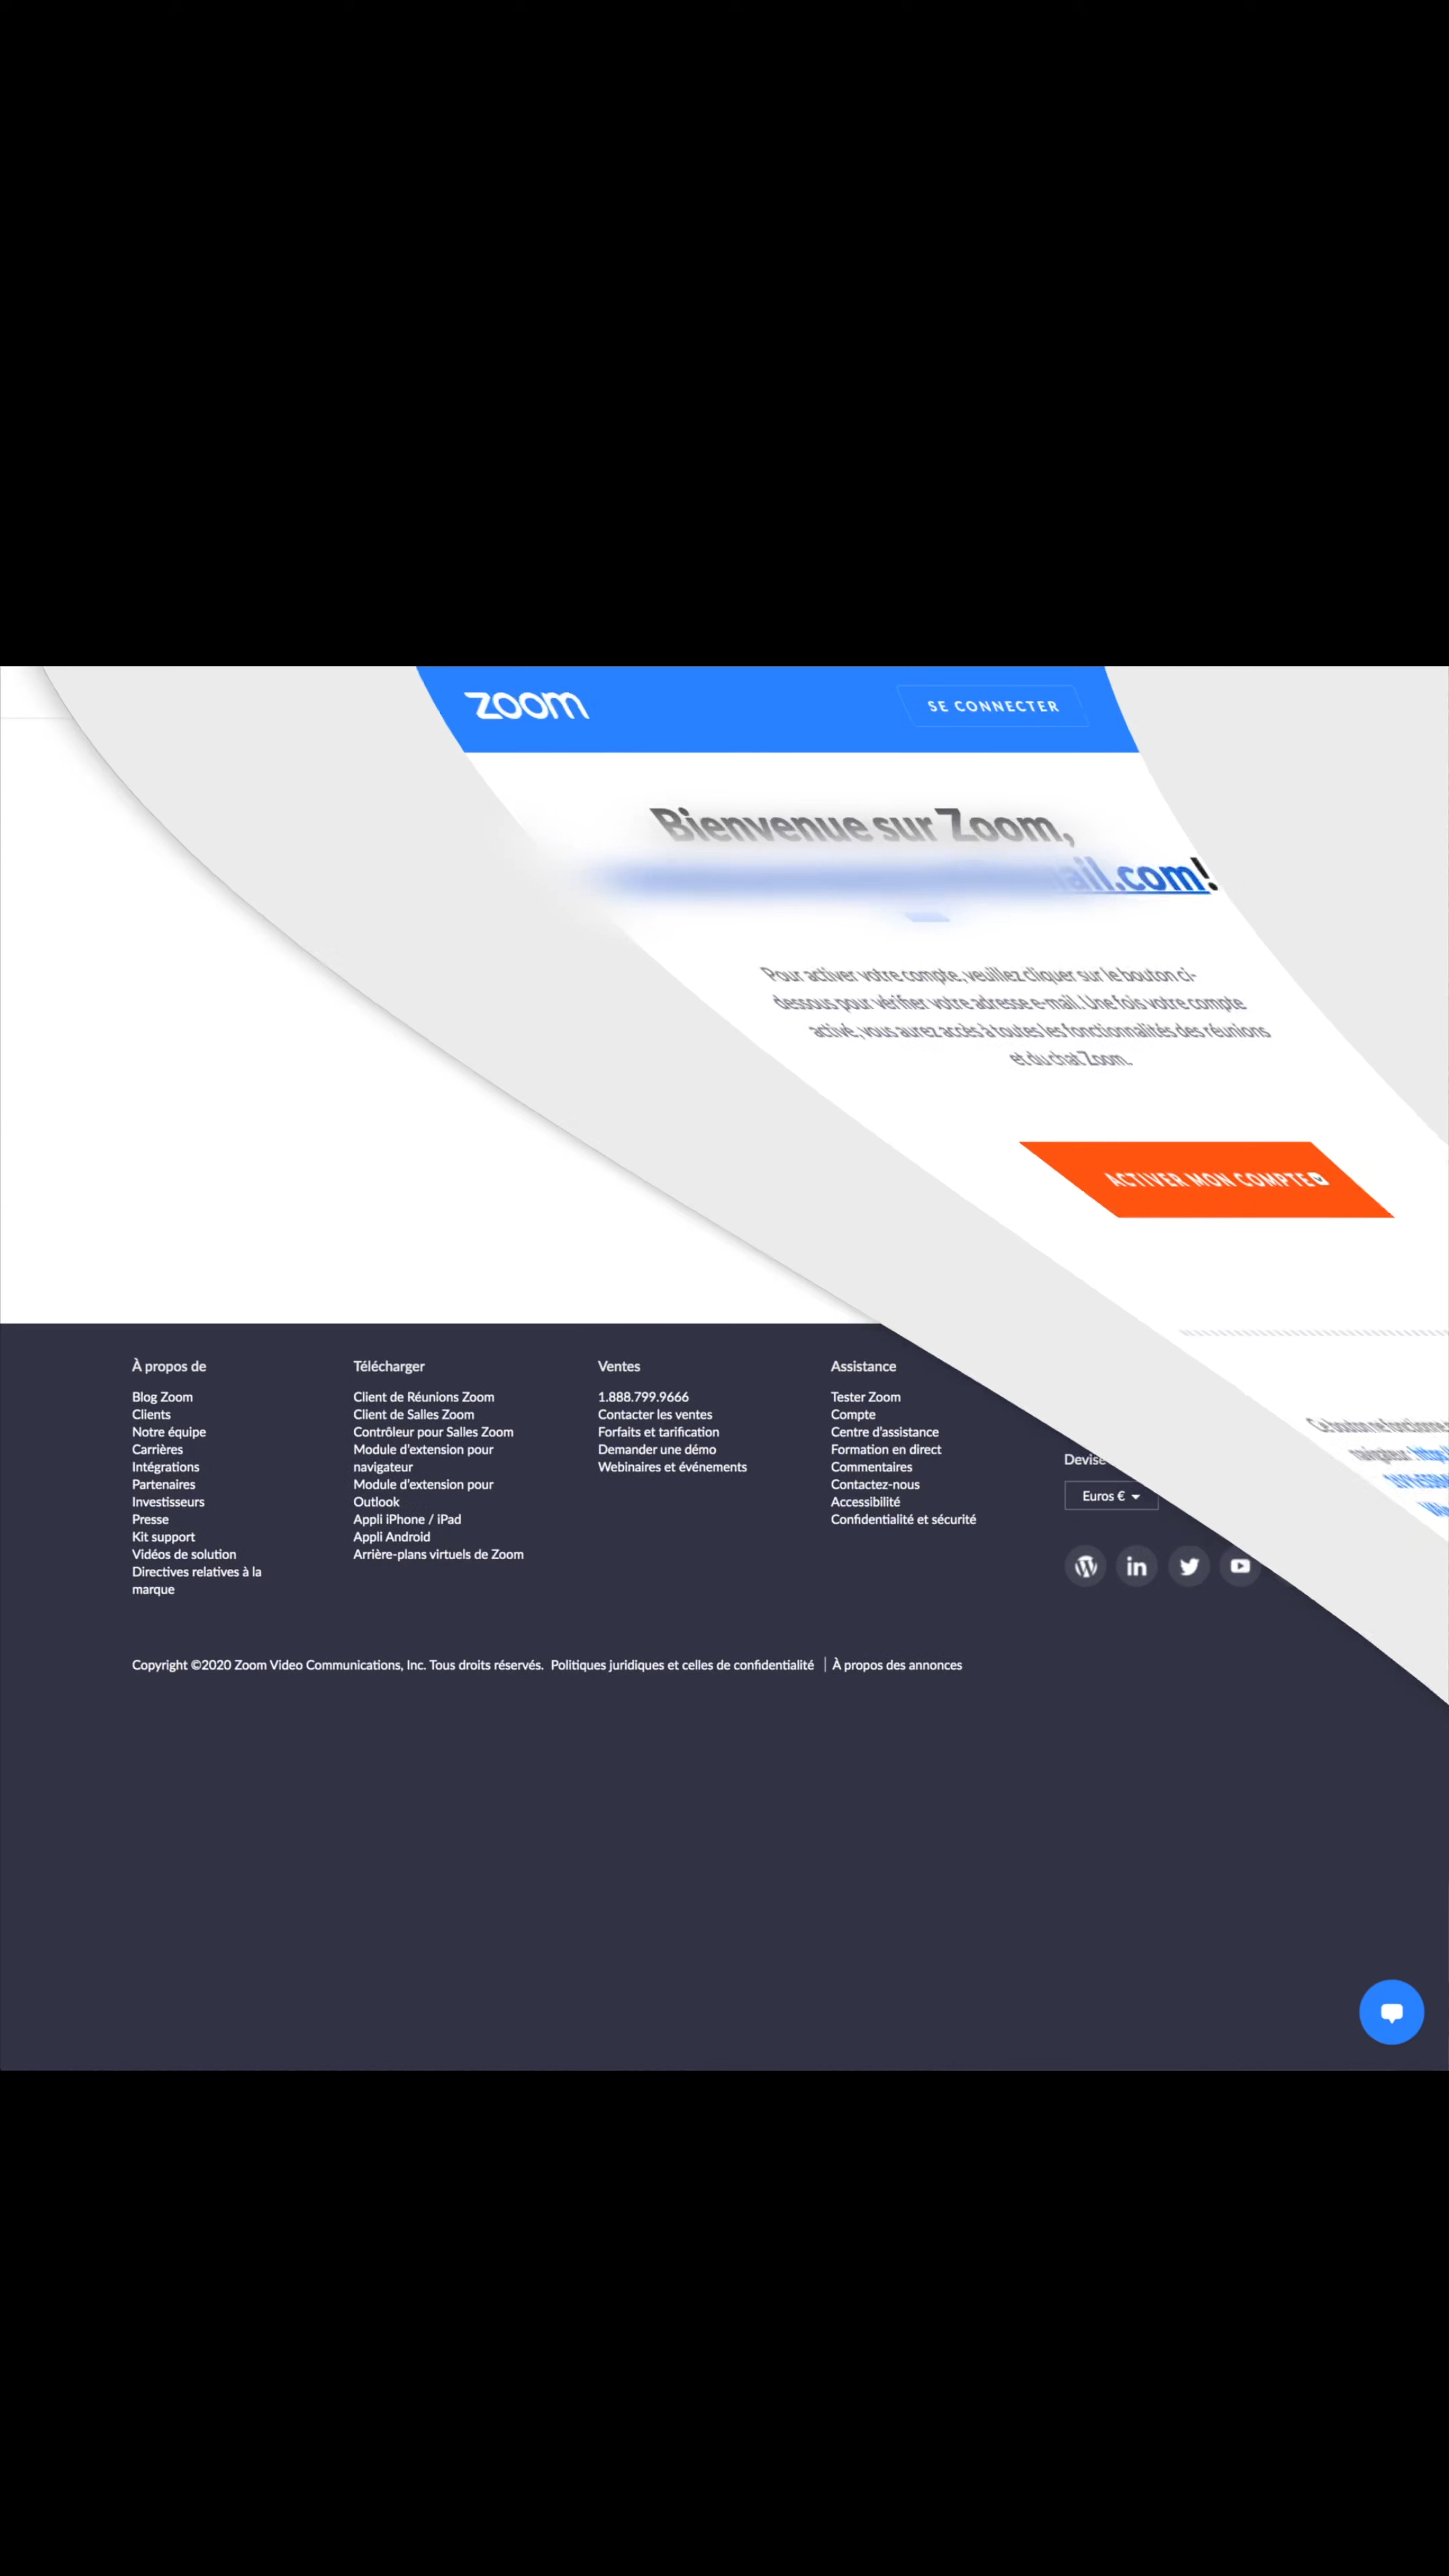 zoom
SE CONNECTER
Bienvenue sur Zoom,
ail.com!
Pour activer votre compte, veuillez cliquer sur le bouton ci-
dessous pour vérifier votre adresse e-mail. Une fois votre compte
activé, vous aurez accès à toutes les fonctionnalités des réunions
et du chat Zoom.
ACTIVER MON COMPTE
Ce bouton ne fonctionne
navigateur:
À propos de
Blog Zoom
Clients
Notre équipe
Carrières
Intégrations
Partenaires
Investisseurs
Presse
Kit support
Vidéos de solution
Directives relatives à la
marque
Télécharger
Client de Réunions Zoom
Client de Salles Zoom
Contrôleur pour Salles Zoom
Module d'extension pour
navigateur
Module d'extension pour
Outlook
Appli iPhone / iPad
Appli Android
Arrière-plans virtuels de Zoom
Ventes
1.888.799.9666
Contacter les ventes
Forfaits et tarification
Demander une démo
Webinaires et événements
Assistance
Tester Zoom
Compte
Centre d'assistance
Formation en direct
Commentaires
Contactez-nous
Accessibilité
Confidentialité et sécurité
Devise
Euros €
in
Copyright ©2020 Zoom Video Communications, Inc. Tous droits réservés. Politiques juridiques et celles de confidentialité | À propos des annonces